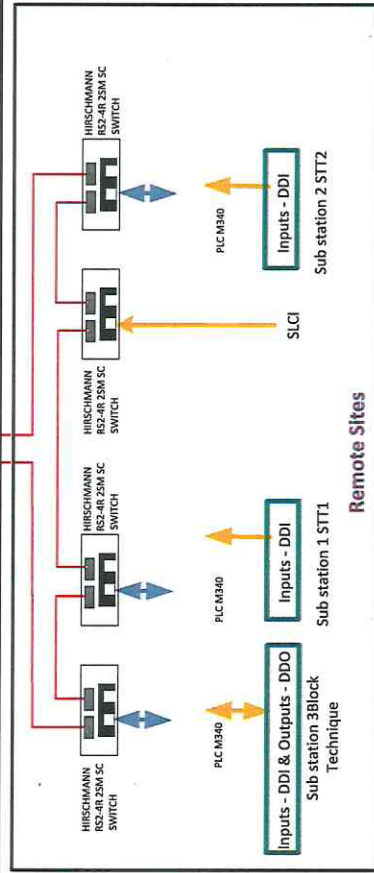 HIRSCHMANN
RS2-4R 2SM SC
SWITCH
HIRSCHMANN
RS2-4R 2SM SC
SWITCH
HIRSCHMANN
RS2-4R 2SM SC
SWITCH
HIRSCHMANN
RS2-4R 2SM SC
SWITCH
PLC M340
PLC M340
PLC M340
Inputs - DDI & Outputs - DDO
Sub station 3Block
Technique
Inputs - DDI
Sub station 1 STT1
SLCI
Inputs - DDI
Sub station 2 STT2
Remote Sites